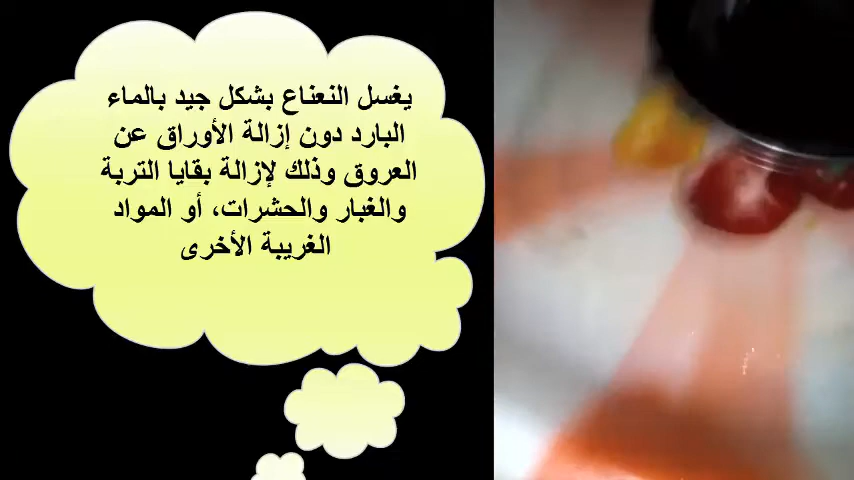 يغسل النعناع بشكل جيد بالماء
البارد دون إزالة الأوراق عن
العروق وذلك لإزالة بقايا التربة
والغبار والحشرات، أو المواد
الغريبة الأخرى